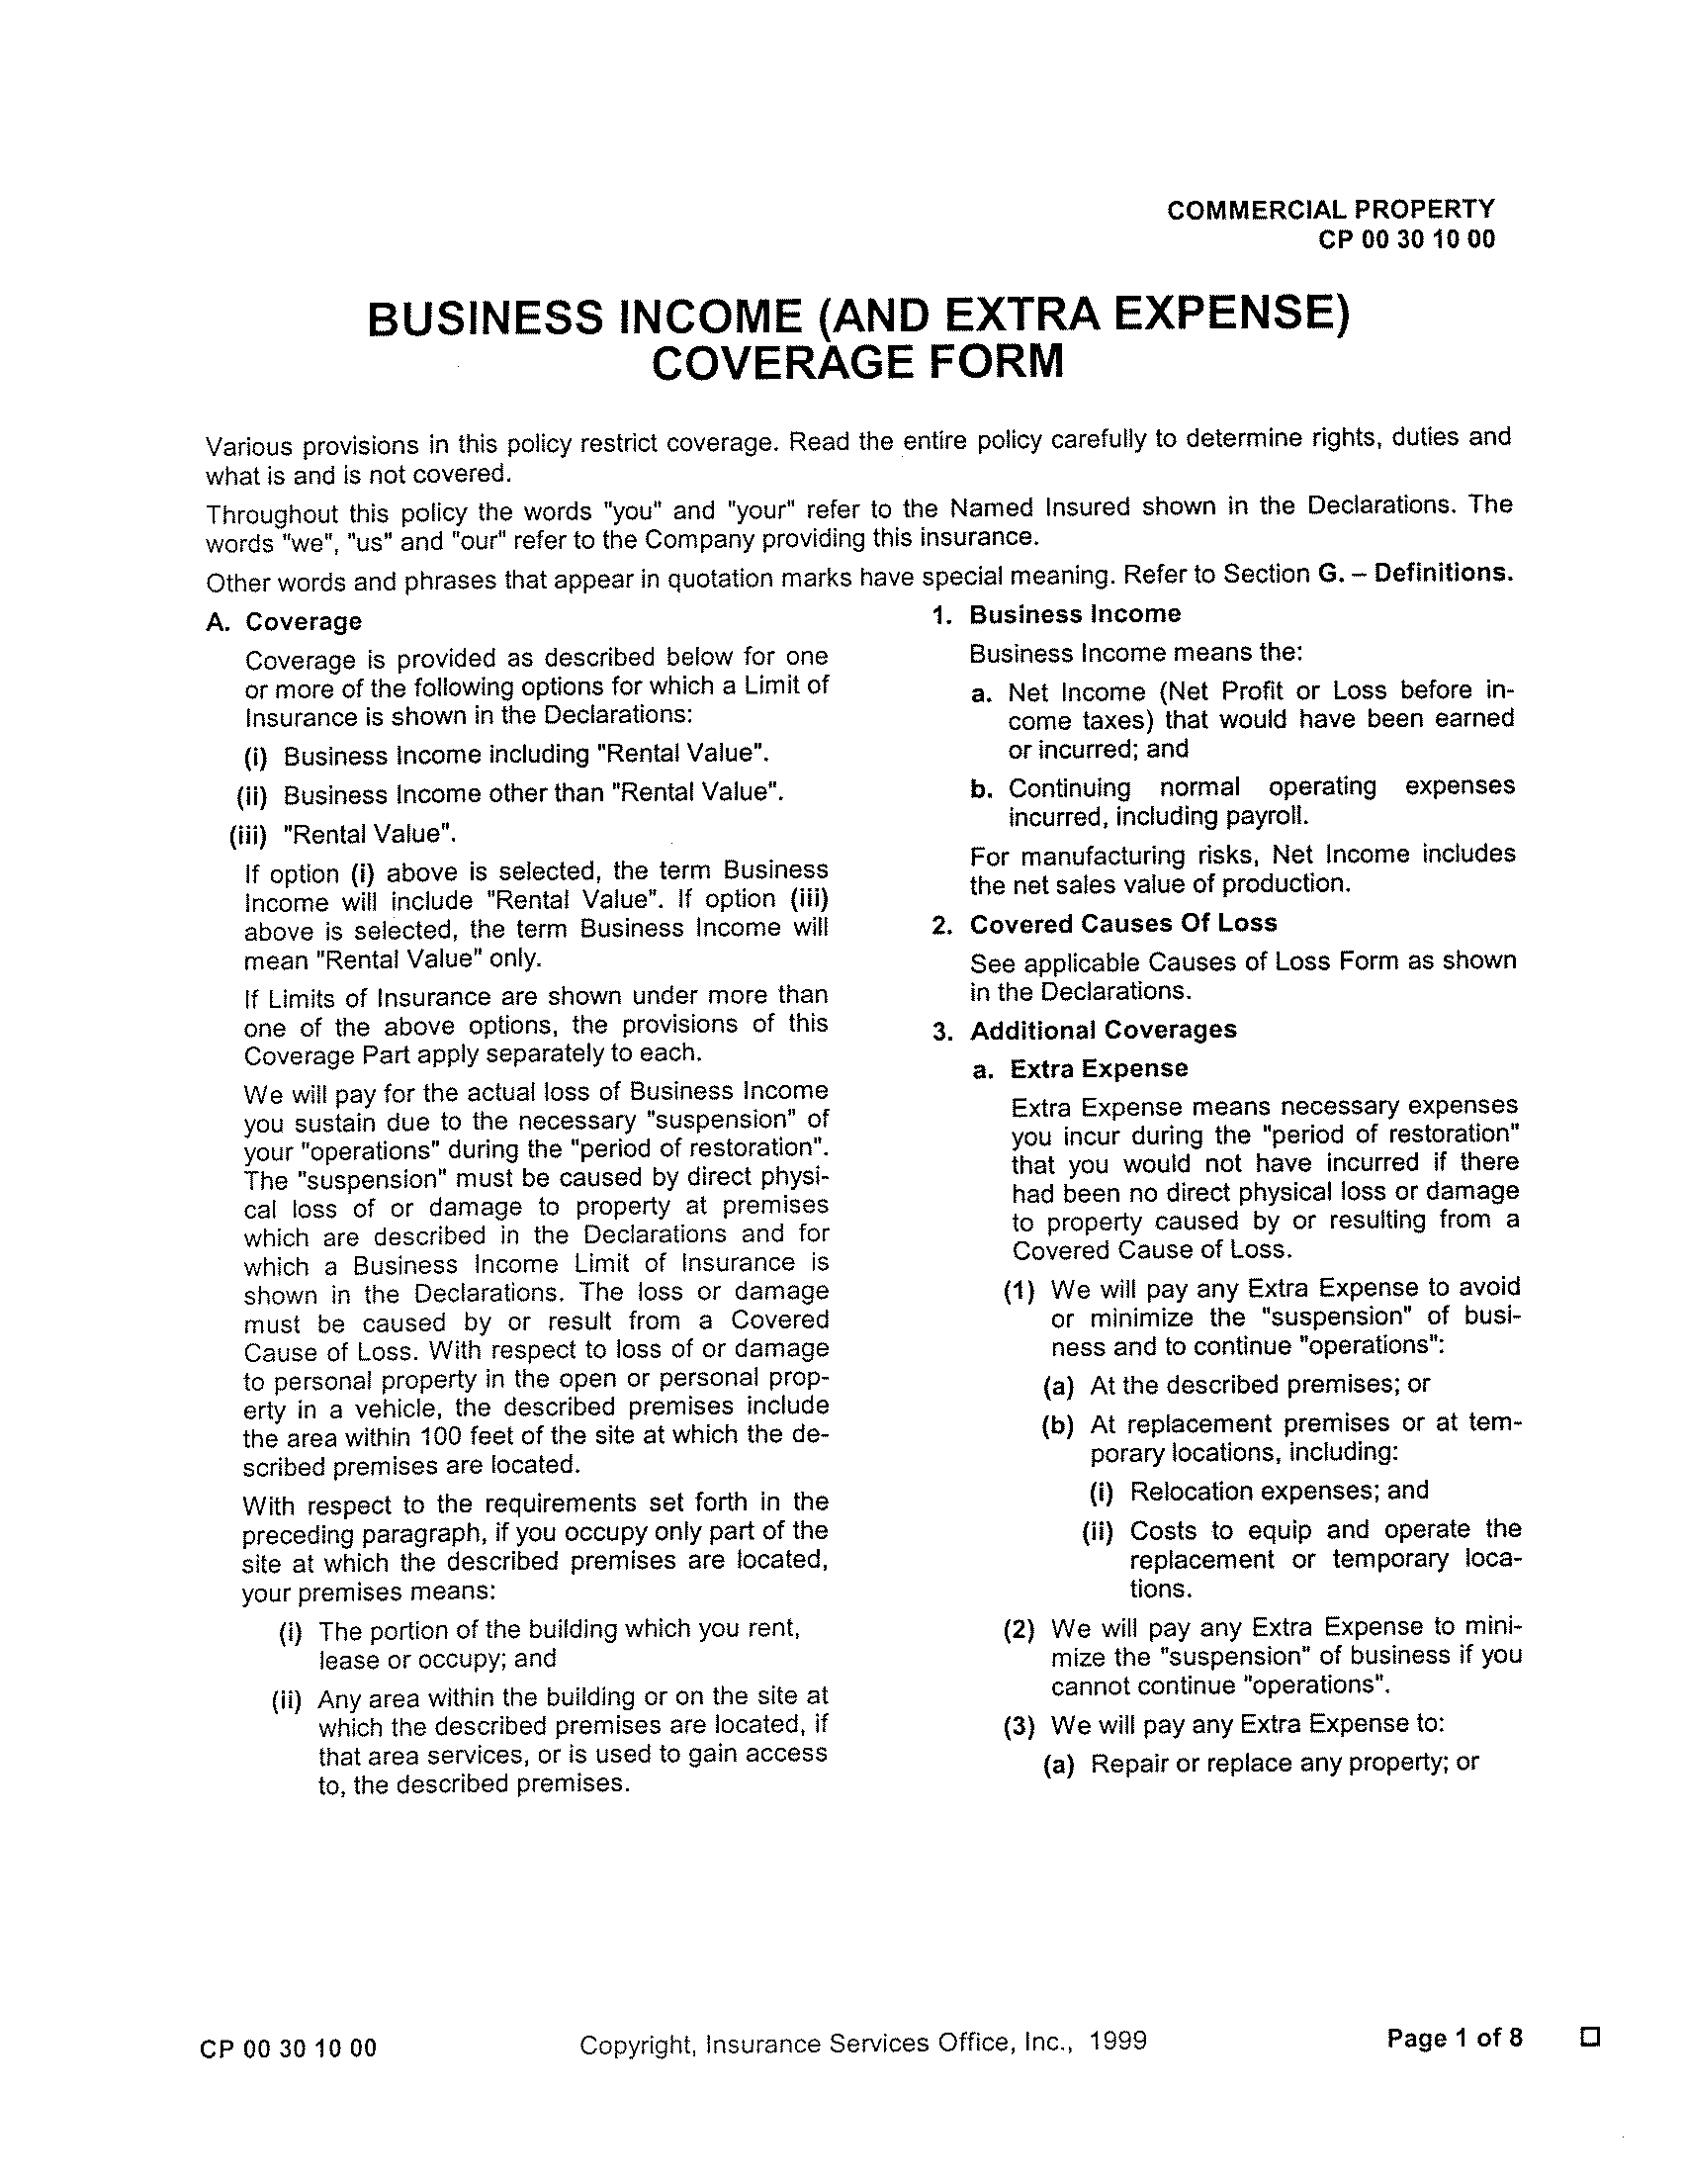 COMMERCIAL PROPERTY
CP 00 30 10 00
BUSINESS INCOME (AND EXTRA EXPENSE)
COVERAGE FORM
Various provisions in this policy restrict coverage. Read the entire policy carefully to determine rights, duties and
what is and is not covered.
Throughout this policy the words "you" and "your" refer to the Named Insured shown in the Declarations. The
words "we", "us" and "our" refer to the Company providing this insurance.
Other words and phrases that appear in quotation marks have special meaning. Refer to Section G. – Definitions.
A. Coverage
Coverage is provided as described below for one
or more of the following options for which a Limit of
Insurance is shown in the Declarations:
(i) Business Income including "Rental Value".
(ii) Business Income other than "Rental Value".
(iii) "Rental Value".
If option (i) above is selected, the term Business
Income will include "Rental Value". If option (iii)
above is selected, the term Business Income will
mean "Rental Value" only.
If Limits of Insurance are shown under more than
one of the above options, the provisions of this
Coverage Part apply separately to each.
We will pay for the actual loss of Business Income
you sustain due to the necessary "suspension" of
your "operations" during the "period of restoration".
The "suspension" must be caused by direct physi-
cal loss of or damage to property at premises
which are described in the Declarations and for
which a Business Income Limit of Insurance is
shown in the Declarations. The loss or damage
must be caused by or result from a Covered
Cause of Loss. With respect to loss of or damage
to personal property in the open or personal prop-
erty in a vehicle, the described premises include
the area within 100 feet of the site at which the de-
scribed premises are located.
With respect to the requirements set forth in the
preceding paragraph, if you occupy only part of the
site at which the described premises are located,
your premises means:
(i) The portion of the building which you rent,
lease or occupy; and
(ii) Any area within the building or on the site at
which the described premises are located, if
that area services, or is used to gain access
to, the described premises.
1. Business Income
Business Income means the:
a. Net Income (Net Profit or Loss before in-
come taxes) that would have been earned
or incurred; and
b. Continuing normal operating expenses
incurred, including payroll.
For manufacturing risks, Net Income includes
the net sales value of production.
2. Covered Causes Of Loss
See applicable Causes of Loss Form as shown
in the Declarations.
3. Additional Coverages
a. Extra Expense
Extra Expense means necessary expenses
you incur during the "period of restoration"
that you would not have incurred if there
had been no direct physical loss or damage
to property caused by or resulting from a
Covered Cause of Loss.
(1) We will pay any Extra Expense to avoid
or minimize the "suspension" of busi-
ness and to continue "operations":
(a) At the described premises; or
(b) At replacement premises or at tem-
porary locations, including:
(i) Relocation expenses; and
(ii) Costs to equip and operate the
replacement or temporary loca-
tions.
(2) We will pay any Extra Expense to mini-
mize the "suspension" of business if you
cannot continue "operations".
(3) We will pay any Extra Expense to:
(a) Repair or replace any property; or
CP 00 30 10 00 Copyright, Insurance Services Office, Inc., 1999 Page 1 of 8